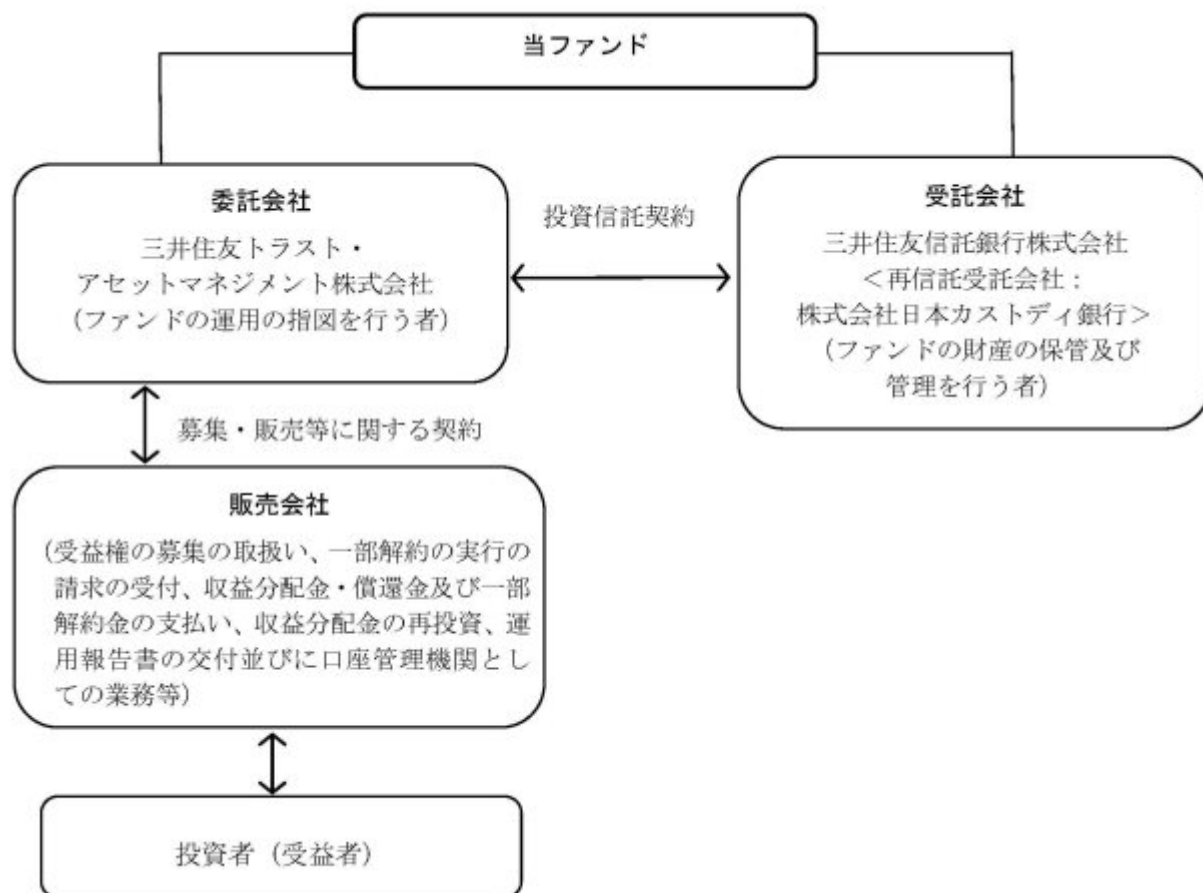 当ファンド
委託会社
三井住友トラスト・
アセットマネジメント株式会社
（ファンドの運用の指図を行う者）
投資信託契約
受託会社
三井住友信託銀行株式会社
＜再信託受託会社：
株式会社日本カストディ銀行＞
（ファンドの財産の保管及び
管理を行う者）
募集・販売等に関する契約
販売会社
（受益権の募集の取扱い、一部解約の実行の
請求の受付、収益分配金・償還金及び一部
解約金の支払い、収益分配金の再投資、運
用報告書の交付並びに口座管理機関とし
ての業務等）
投資者（受益者）